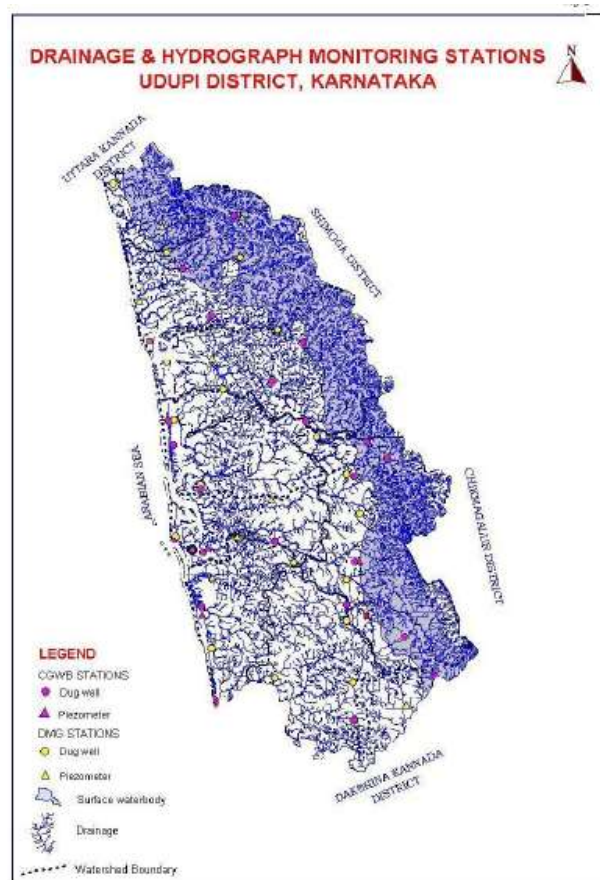 DRAINAGE & HYDROGRAPH MONITORING STATIONS
UDUPI DISTRICT, KARNATAKA
N
UTTARA KANNADA
DISTRICT
SHIMOGA DISTRICT
ARABIAN SEA
CHIKMAGALUR DISTRICT
DAKSHINA KANNADA
DISTRICT
LEGEND
CGWB STATIONS
Dug well
Piezometer
DMG STATIONS
Dug well
Piezometer
Surface waterbody
Drainage
Watershed Boundary